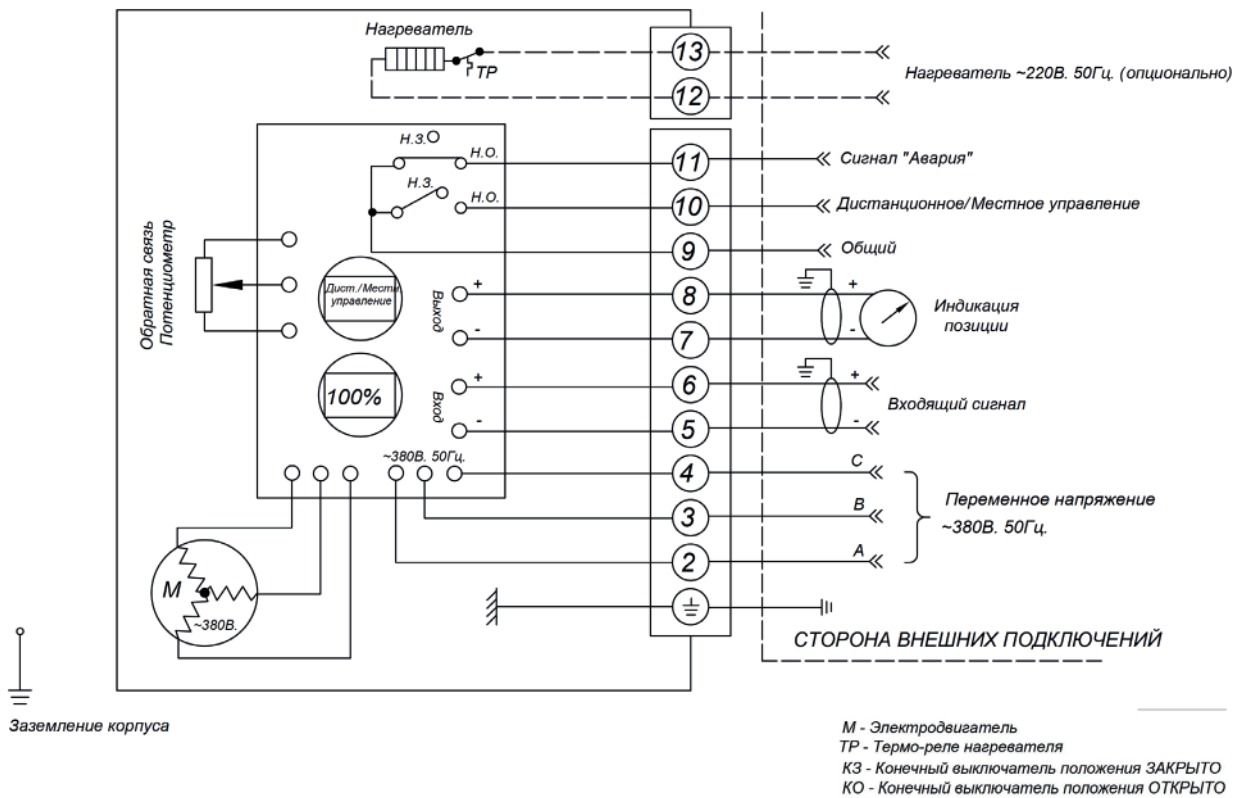 Нагреватель
ТР
13
12
Нагреватель ~220В. 50Гц. (опционально)
Н.З.
Н.О.
11
Сигнал "Авария"
Н.З.
Н.О.
10
Дистанционное/Местное управление
9
Общий
Обратная связь
Потенциометр
Дист./Местн
управление
Выход
+
-
8
7
+
-
Индикация
позиции
100%
Вход
+
-
6
5
+
-
Входящий сигнал
~380В. 50Гц.
4
3
2
C
B
A
Переменное напряжение
~380В. 50Гц.
М
~380В.
СТОРОНА ВНЕШНИХ ПОДКЛЮЧЕНИЙ
Заземление корпуса
М - Электродвигатель
ТР - Термо-реле нагревателя
КЗ - Конечный выключатель положения ЗАКРЫТО
КО - Конечный выключатель положения ОТКРЫТО